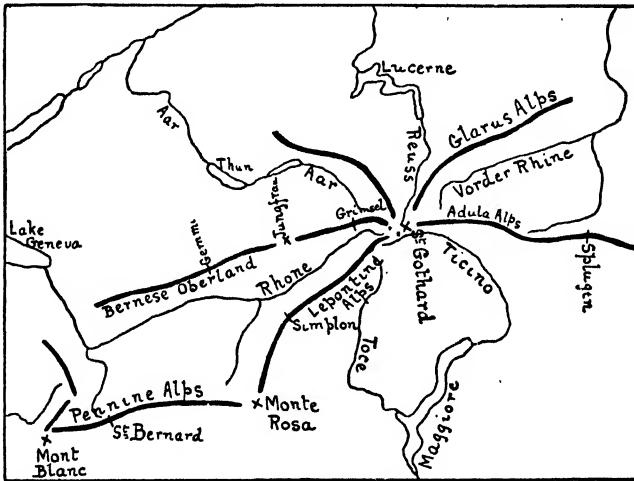 Lucerne
Aar
Reuss
Glarus Alps
Thun
Aar
Vorder Rhine
Jungfrau
Grimsel
Adula Alps
Lake
Geneva
Gemmi
St Gothard
Splugen
Bernese Oberland
Rhone
Lepontine
Alps
Ticino
Simplon
Toce
Maggiore
Pennine Alps
St Bernard
Monte
Rosa
Mont
Blanc